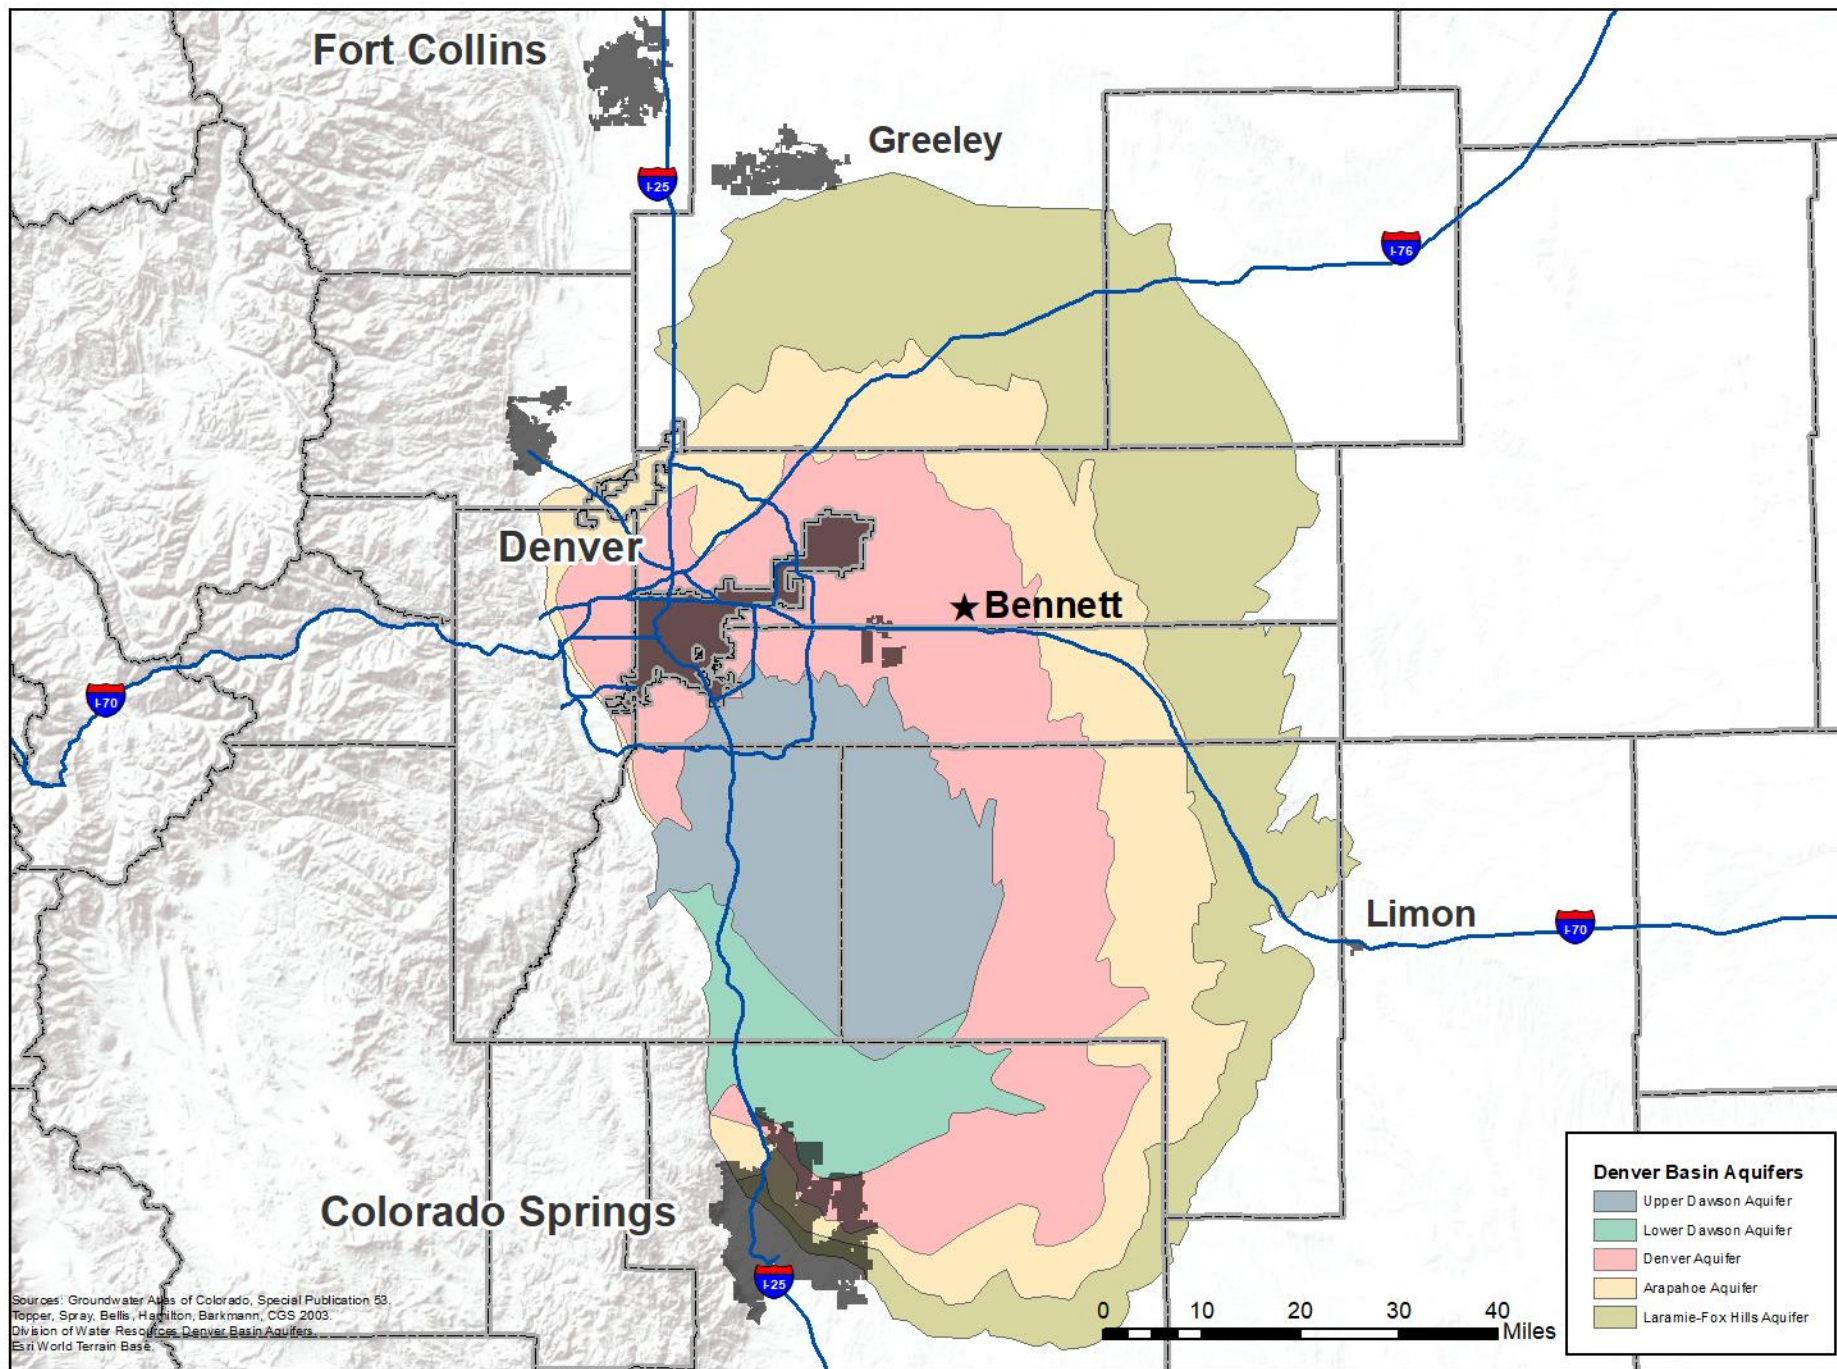 Fort Collins
Greeley
I-25
I-76
Denver
Bennett
I-70
Limon
I-70
Colorado Springs
I-25
Denver Basin Aquifers
Upper Dawson Aquifer
Lower Dawson Aquifer
Denver Aquifer
Arapahoe Aquifer
Laramie-Fox Hills Aquifer
0 10 20 30 40
Miles
Sources: Groundwater Atlas of Colorado, Special Publication 53.
Topper, Spray, Bellis, Hamilton, Barkmann, CGS 2003.
Division of Water Resources Denver Basin Aquifers.
Esri World Terrain Base.